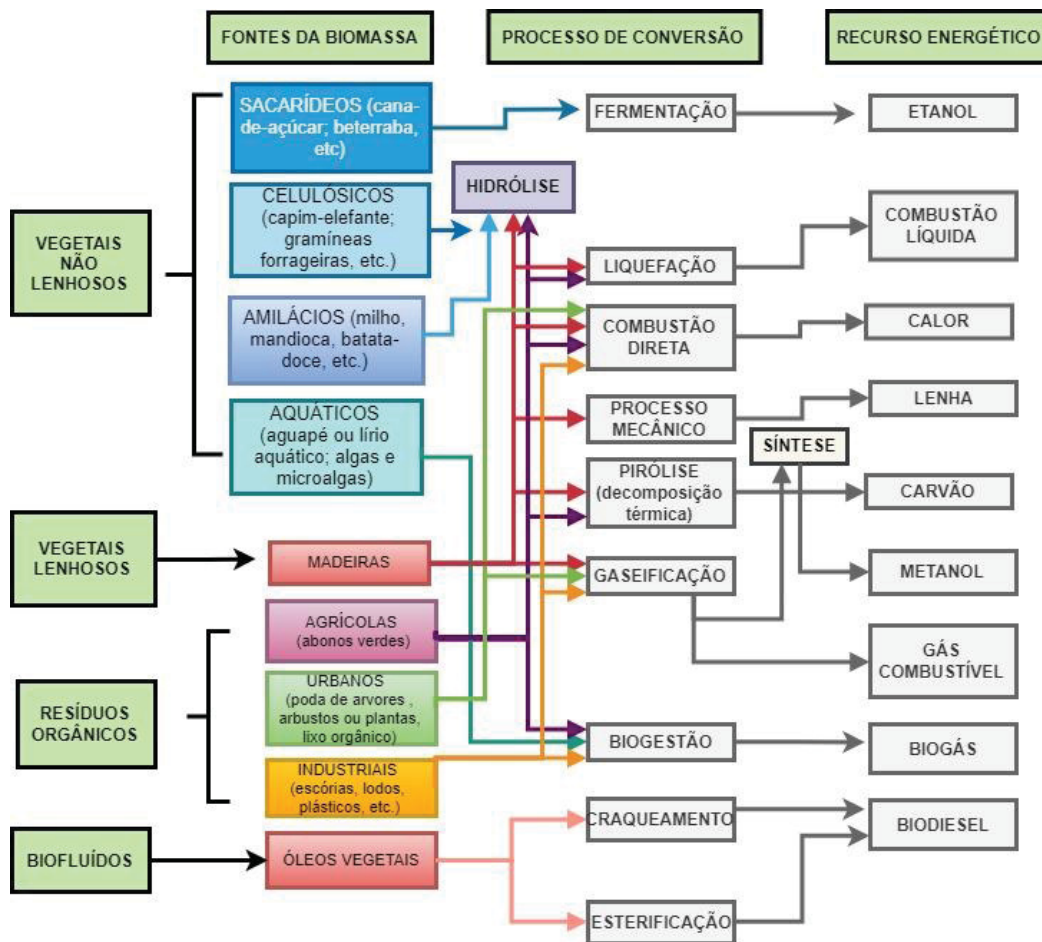 FONTES DA BIOMASSA
PROCESSO DE CONVERSÃO
RECURSO ENERGÉTICO
VEGETAIS
NÃO
LENHOSOS
SACARÍDEOS (cana-
de-açúcar; beterraba,
etc)
CELULÓSICOS
(capim-elefante;
gramíneas
forrageiras, etc.)
AMILÁCIOS (milho,
mandioca, batata-
doce, etc.)
AQUÁTICOS
(aguapé ou lírio
aquático; algas e
microalgas)
VEGETAIS
LENHOSOS
MADEIRAS
RESÍDUOS
ORGÂNICOS
AGRÍCOLAS
(abonos verdes)
URBANOS
(poda de arvores ,
arbustos ou plantas,
lixo orgânico)
INDUSTRIAIS
(escórias, lodos,
plásticos, etc.)
BIOFLUÍDOS
ÓLEOS VEGETAIS
HIDRÓLISE
FERMENTAÇÃO
LIQUEFAÇÃO
COMBUSTÃO
DIRETA
PROCESSO
MECÂNICO
PIRÓLISE
(decomposição
térmica)
GASEIFICAÇÃO
BIOGESTÃO
CRAQUEAMENTO
ESTERIFICAÇÃO
SÍNTESE
ETANOL
COMBUSTÃO
LÍQUIDA
CALOR
LENHA
CARVÃO
METANOL
GÁS
COMBUSTÍVEL
BIOGÁS
BIODIESEL